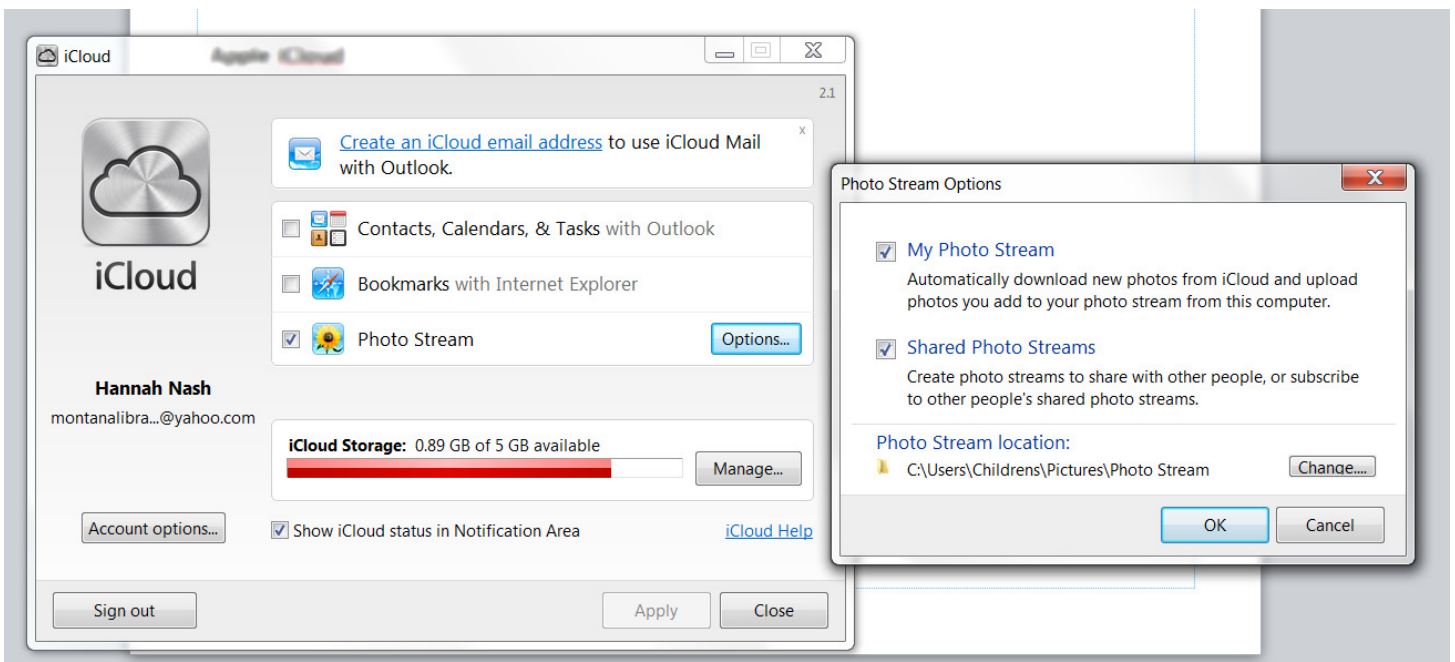 iCloud
Apple iCloud
2.1
Create an iCloud email address to use iCloud Mail
with Outlook.
x
Contacts, Calendars, & Tasks with Outlook
Bookmarks with Internet Explorer
Photo Stream
Options...
iCloud
Hannah Nash
montanalibra...@yahoo.com
iCloud Storage: 0.89 GB of 5 GB available
Manage...
Account options...
Show iCloud status in Notification Area
iCloud Help
Sign out
Apply
Close
Photo Stream Options
X
My Photo Stream
Automatically download new photos from iCloud and upload
photos you add to your photo stream from this computer.
Shared Photo Streams
Create photo streams to share with other people, or subscribe
to other people's shared photo streams.
Photo Stream location:
C:\Users\Childrens\Pictures\Photo Stream
Change....
OK
Cancel